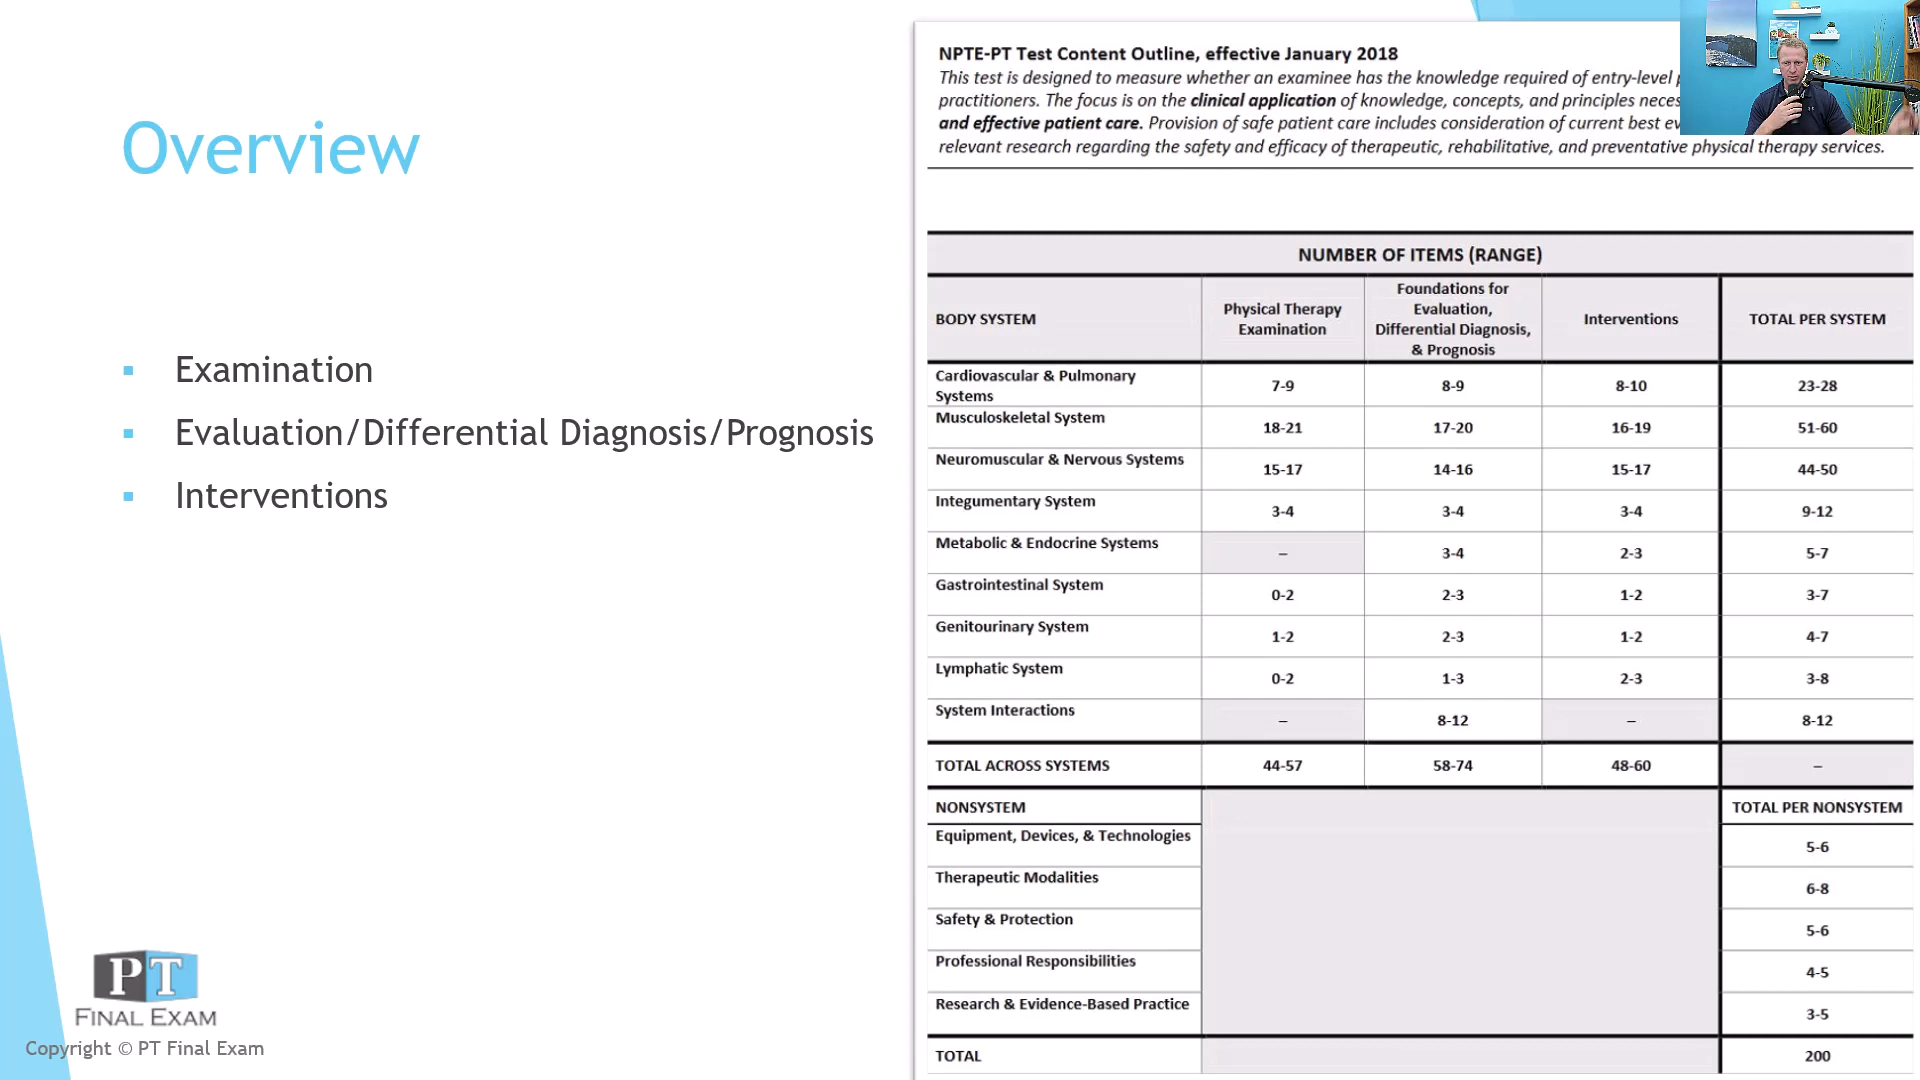 Overview
▪ Examination
▪ Evaluation/Differential Diagnosis/Prognosis
▪ Interventions
PT
FINAL EXAM
Copyright © PT Final Exam
NPTE-PT Test Content Outline, effective January 2018
This test is designed to measure whether an examinee has the knowledge required of entry-level
practitioners. The focus is on the clinical application of knowledge, concepts, and principles
and effective patient care. Provision of safe patient care includes consideration of current best
relevant research regarding the safety and efficacy of therapeutic, rehabilitative, and preventative physical therapy services.
NUMBER OF ITEMS (RANGE)
BODY SYSTEM
Physical Therapy
Examination
Foundations for
Evaluation,
Differential Diagnosis,
& Prognosis
Interventions
TOTAL PER SYSTEM
Cardiovascular & Pulmonary
Systems
7-9 8-9 8-10 23-28
Musculoskeletal System 18-21 17-20 16-19 51-60
Neuromuscular & Nervous Systems 15-17 14-16 15-17 44-50
Integumentary System 3-4 3-4 3-4 9-12
Metabolic & Endocrine Systems – 3-4 2-3 5-7
Gastrointestinal System 0-2 2-3 1-2 3-7
Genitourinary System 1-2 2-3 1-2 4-7
Lymphatic System 0-2 1-3 2-3 3-8
System Interactions – 8-12 – 8-12
TOTAL ACROSS SYSTEMS 44-57 58-74 48-60 –
NONSYSTEM TOTAL PER NONSYSTEM
Equipment, Devices, & Technologies 5-6
Therapeutic Modalities 6-8
Safety & Protection 5-6
Professional Responsibilities 4-5
Research & Evidence-Based Practice 3-5
TOTAL 200